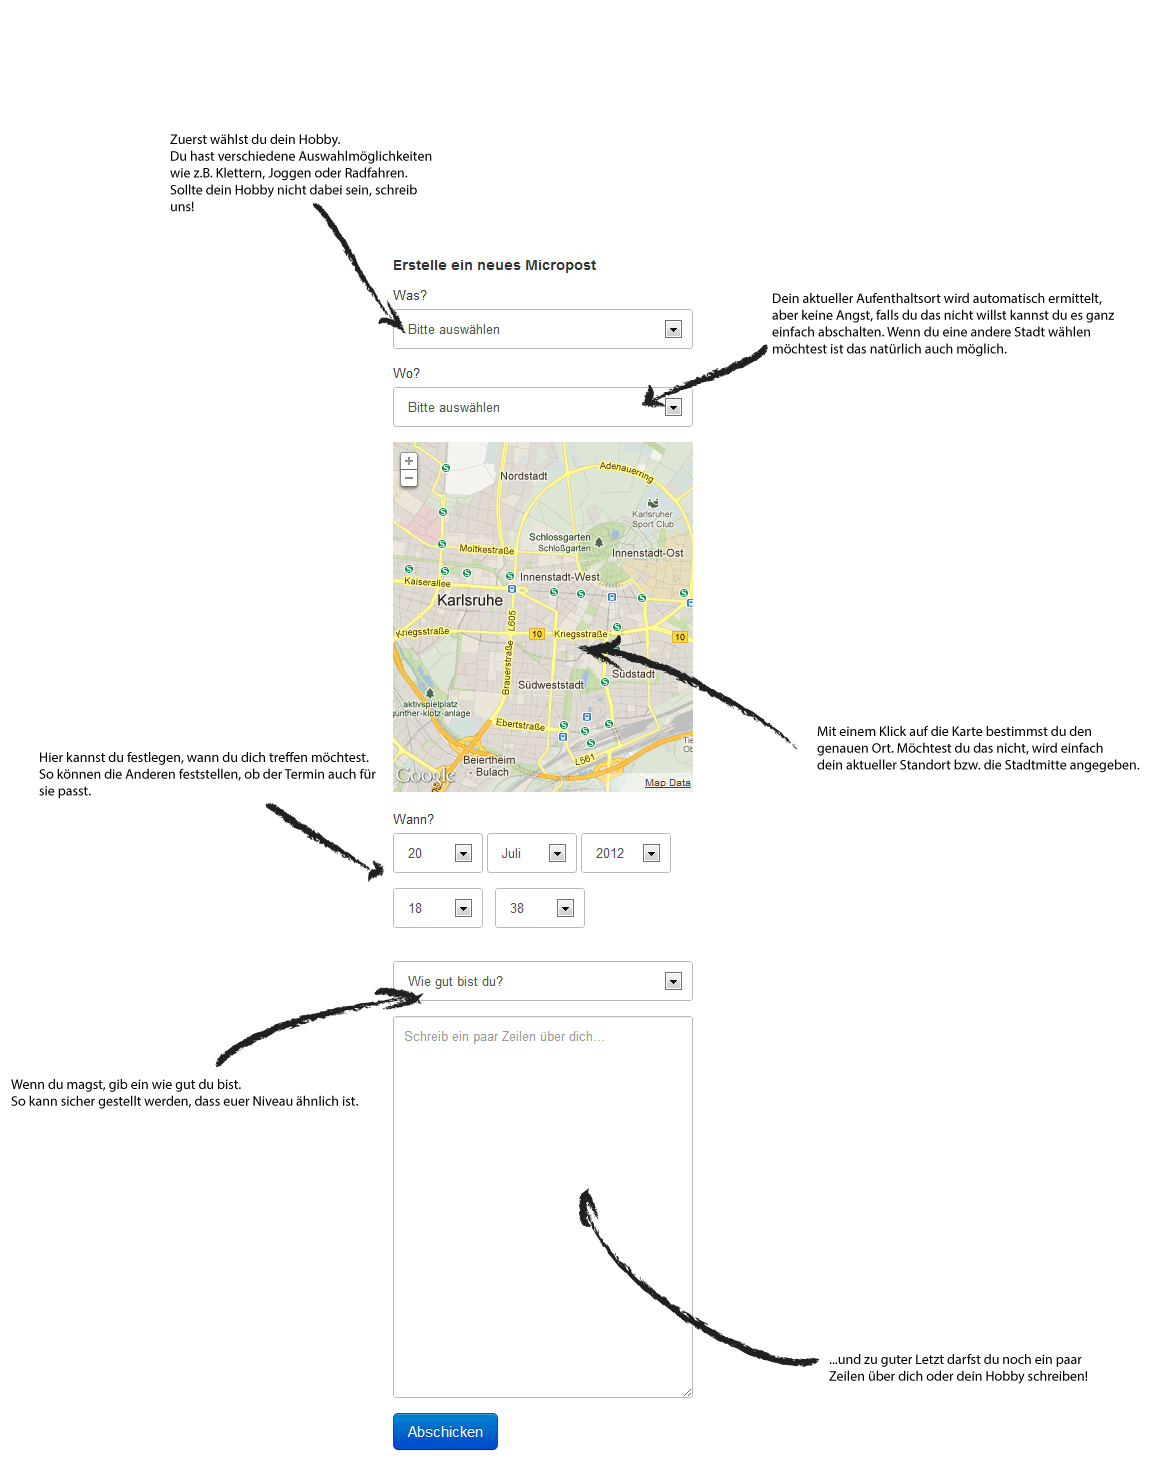 Zuerst wählst du dein Hobby.
Du hast verschiedene Auswahlmöglichkeiten
wie z.B. Klettern, Joggen oder Radfahren.
Sollte dein Hobby nicht dabei sein, schreib
uns!
Erstelle ein neues Micropost
Was?
Bitte auswählen
Dein aktueller Aufenthaltsort wird automatisch ermittelt,
aber keine Angst, falls du das nicht willst kannst du es ganz
einfach abschalten. Wenn du eine andere Stadt wählen
möchtest ist das natürlich auch möglich.
Wo?
Bitte auswählen
+
−
Nordstadt
Adenauerring
Karlsruher
Sport Club
Schlossgarten
Schloßgarten
Moltkestraße
Innenstadt-Ost
Innenstadt-West
Kaiserallee
Karlsruhe
L605
Kriegsstraße
10
Kriegsstraße
10
Brauerstraße
Südstadt
Südweststadt
aktivspielplatz
günther-klotz-anlage
Ebertstraße
Beiertheim
- Bulach
L561
Google
Map Data
Mit einem Klick auf die Karte bestimmst du den
genauen Ort. Möchtest du das nicht, wird einfach
dein aktueller Standort bzw. die Stadtmitte angegeben.
Hier kannst du festlegen, wann du dich treffen möchtest.
So können die Anderen feststellen, ob der Termin auch für
sie passt.
Wann?
20 Juli 2012
18 38
Wie gut bist du?
Wenn du magst, gib ein wie gut du bist.
So kann sicher gestellt werden, dass euer Niveau ähnlich ist.
Schreib ein paar Zeilen über dich...
...und zu guter Letzt darfst du noch ein paar
Zeilen über dich oder dein Hobby schreiben!
Abschicken